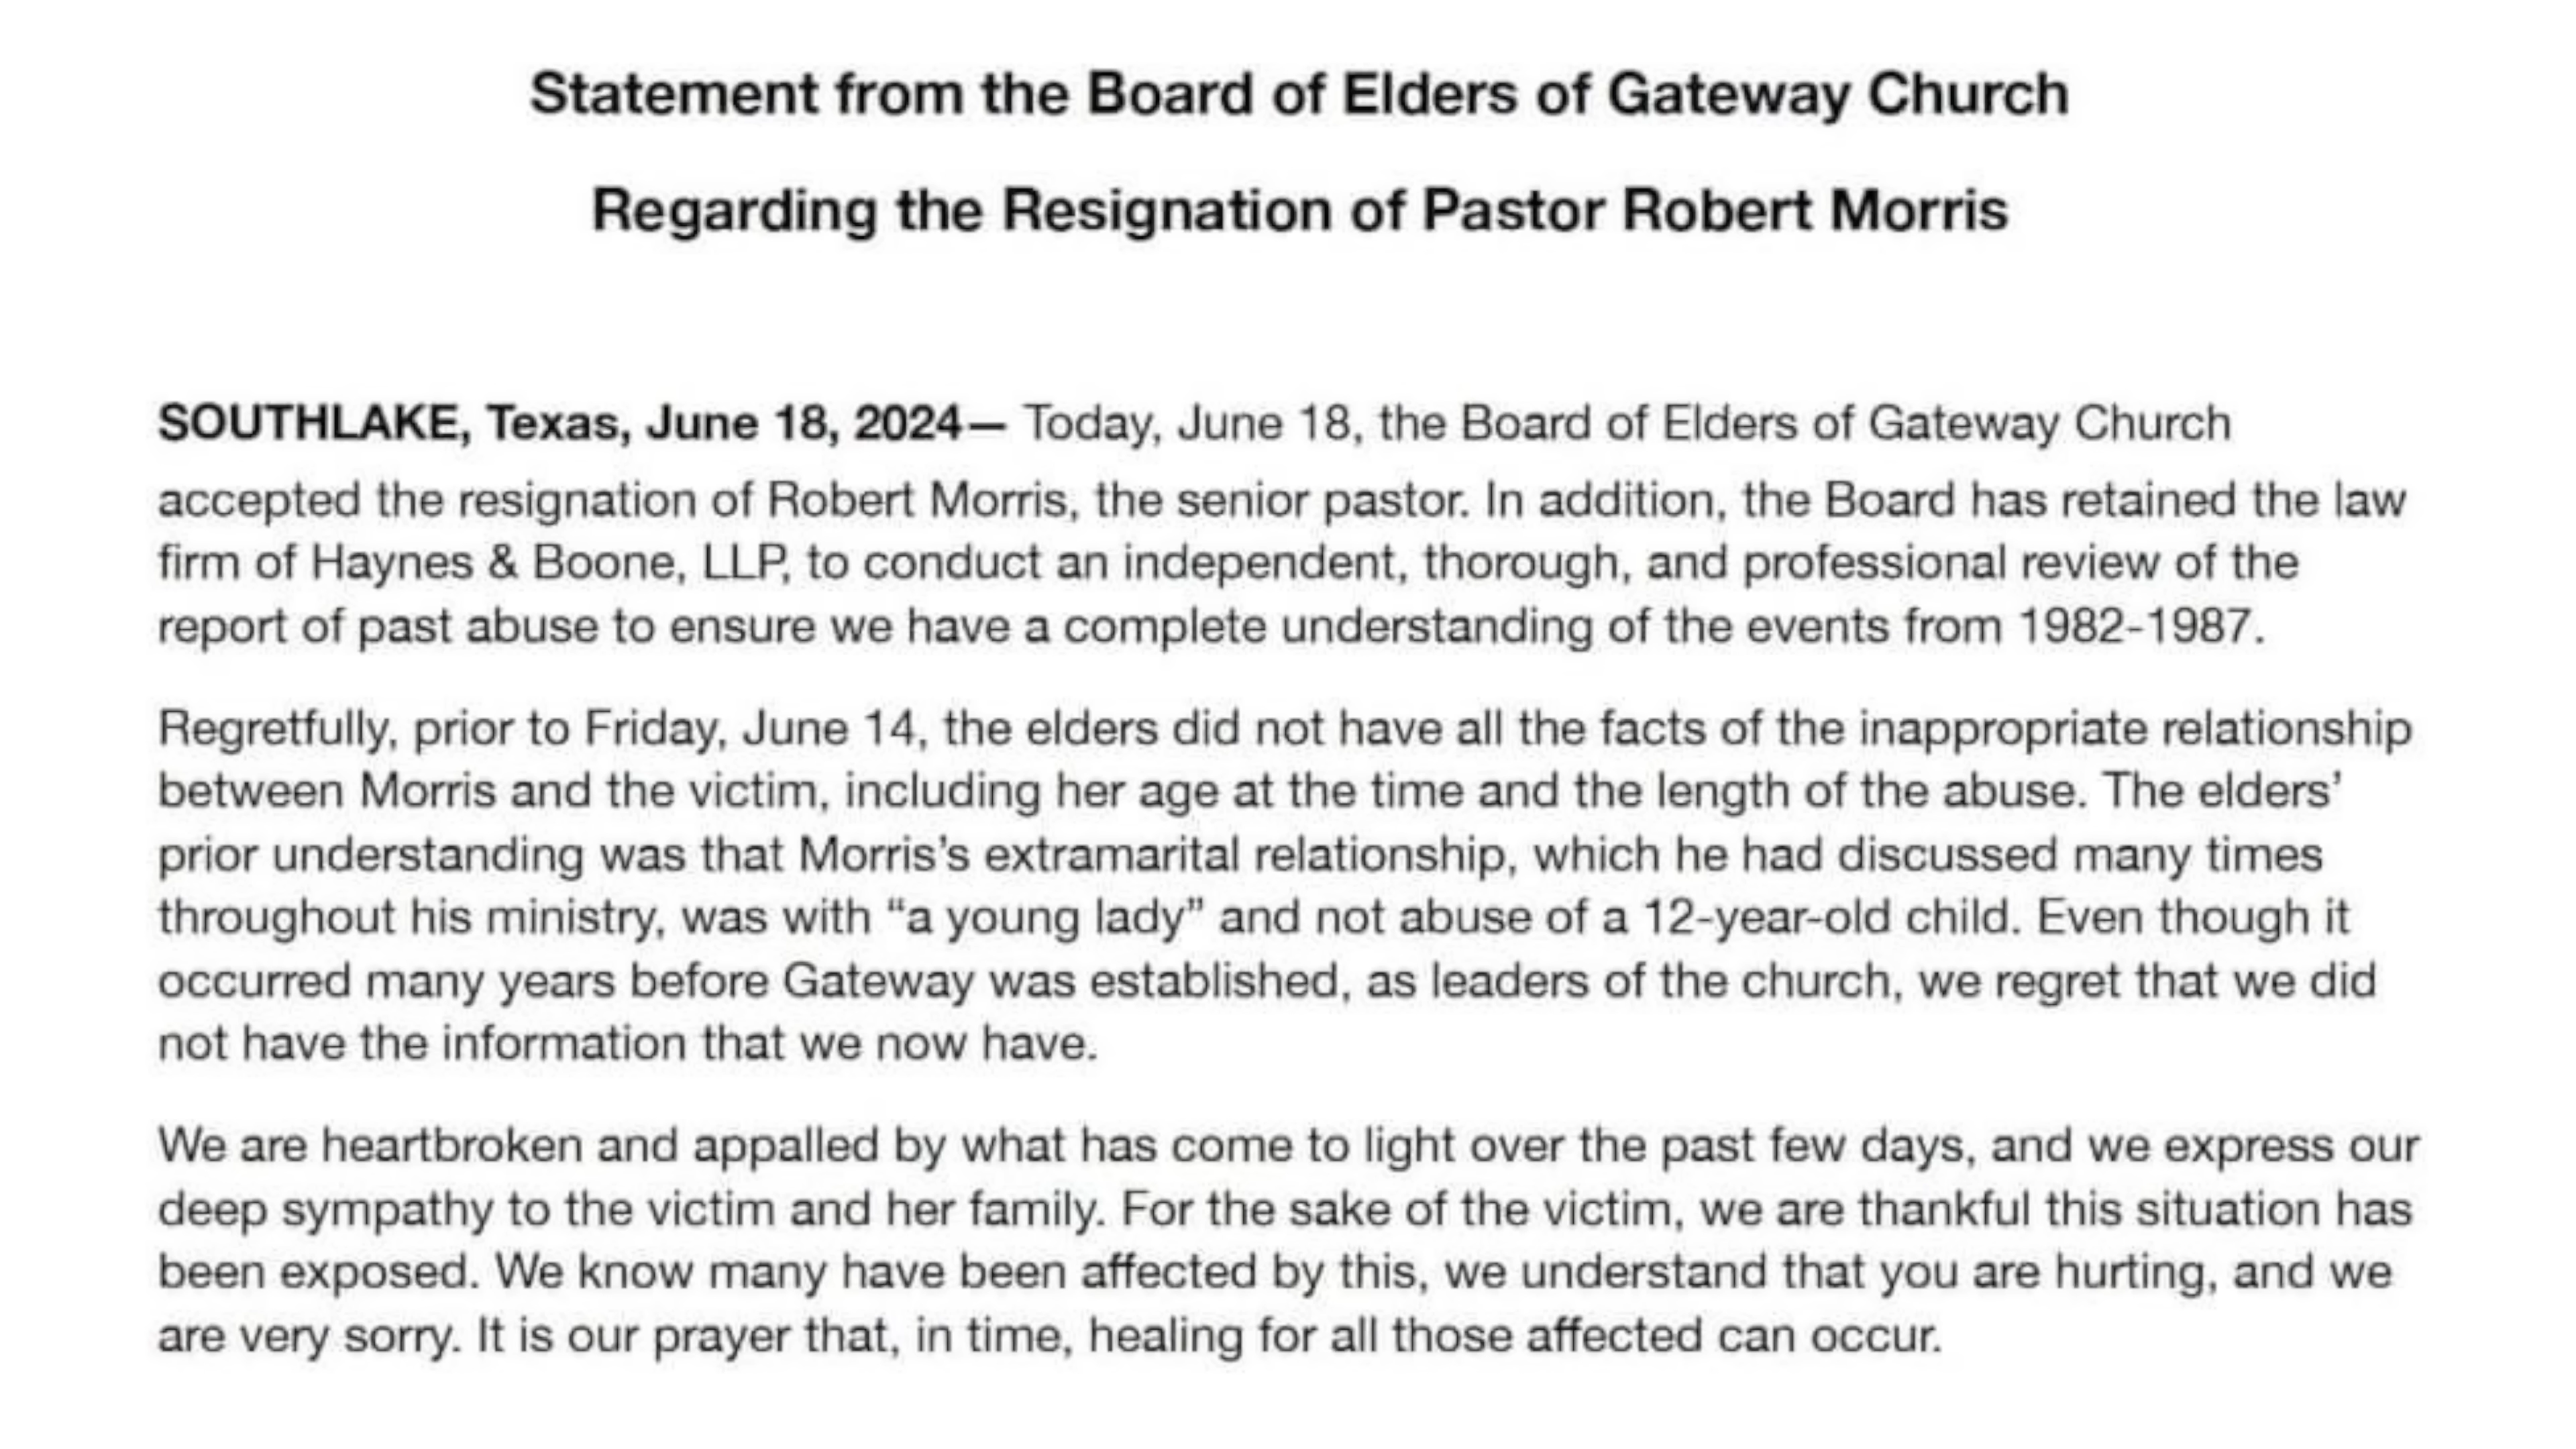 Statement from the Board of Elders of Gateway Church
Regarding the Resignation of Pastor Robert Morris
SOUTHLAKE, Texas, June 18, 2024— Today, June 18, the Board of Elders of Gateway Church
accepted the resignation of Robert Morris, the senior pastor. In addition, the Board has retained the law
firm of Haynes & Boone, LLP, to conduct an independent, thorough, and professional review of the
report of past abuse to ensure we have a complete understanding of the events from 1982-1987.
Regretfully, prior to Friday, June 14, the elders did not have all the facts of the inappropriate relationship
between Morris and the victim, including her age at the time and the length of the abuse. The elders’
prior understanding was that Morris’s extramarital relationship, which he had discussed many times
throughout his ministry, was with “a young lady” and not abuse of a 12-year-old child. Even though it
occurred many years before Gateway was established, as leaders of the church, we regret that we did
not have the information that we now have.
We are heartbroken and appalled by what has come to light over the past few days, and we express our
deep sympathy to the victim and her family. For the sake of the victim, we are thankful this situation has
been exposed. We know many have been affected by this, we understand that you are hurting, and we
are very sorry. It is our prayer that, in time, healing for all those affected can occur.